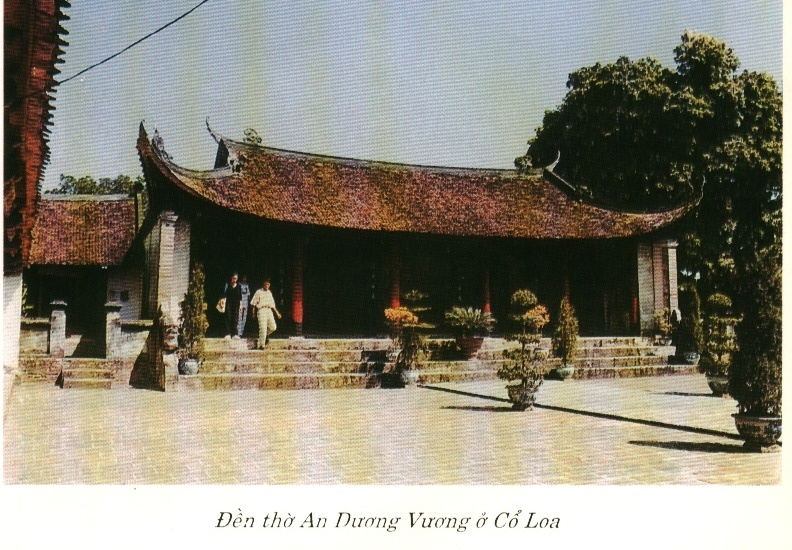 Đền thờ An Dương Vương ở Cổ Loa